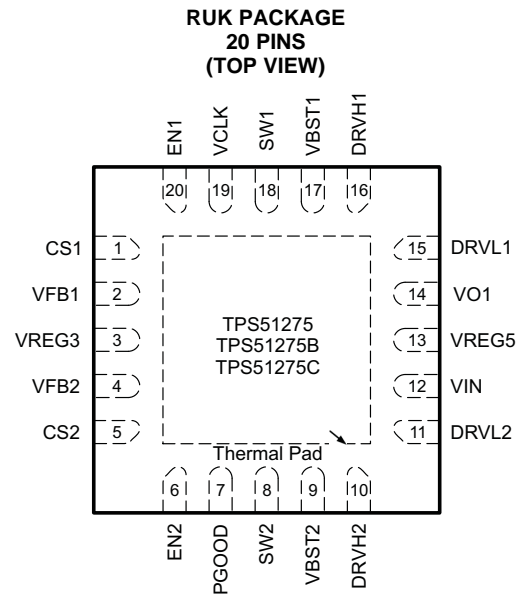 RUK PACKAGE
20 PINS
(TOP VIEW)
EN1
VCLK
SW1
VBST1
DRVH1
20
19
18
17
16
CS1 1
15 DRVL1
VFB1 2
14 VO1
VREG3 3
13 VREG5
VFB2 4
12 VIN
CS2 5
11 DRVL2
TPS51275
TPS51275B
TPS51275C
Thermal Pad
6
7
8
9
10
EN2
PGOOD
SW2
VBST2
DRVH2